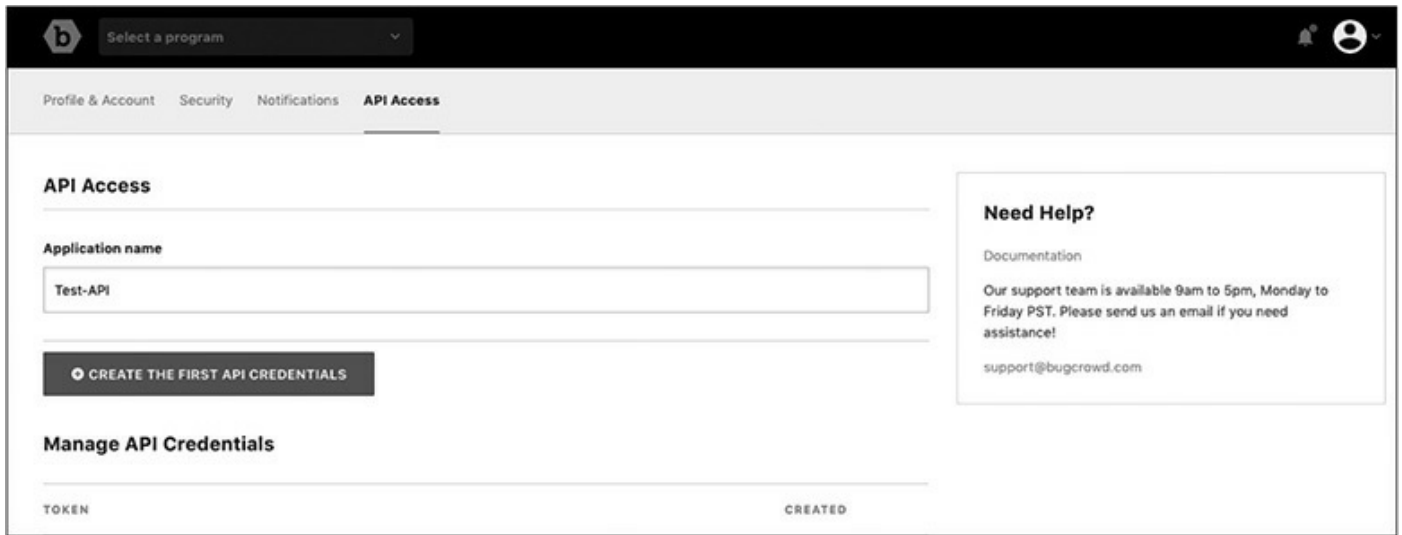 b
Select a program
Profile & Account Security Notifications API Access
API Access
Application name
Test-API
CREATE THE FIRST API CREDENTIALS
Manage API Credentials
TOKEN CREATED
Need Help?
Documentation
Our support team is available 9am to 5pm, Monday to
Friday PST. Please send us an email if you need
assistance!
support@bugcrowd.com